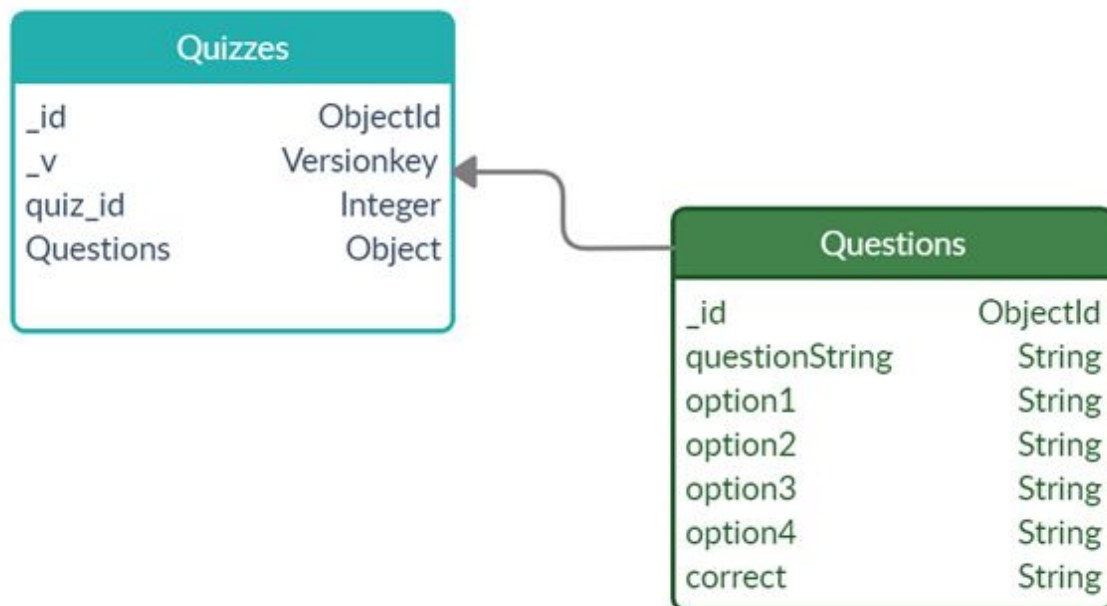 Quizzes
_id ObjectId
_v Versionkey
quiz_id Integer
Questions Object
Questions
_id ObjectId
questionString String
option1 String
option2 String
option3 String
option4 String
correct String